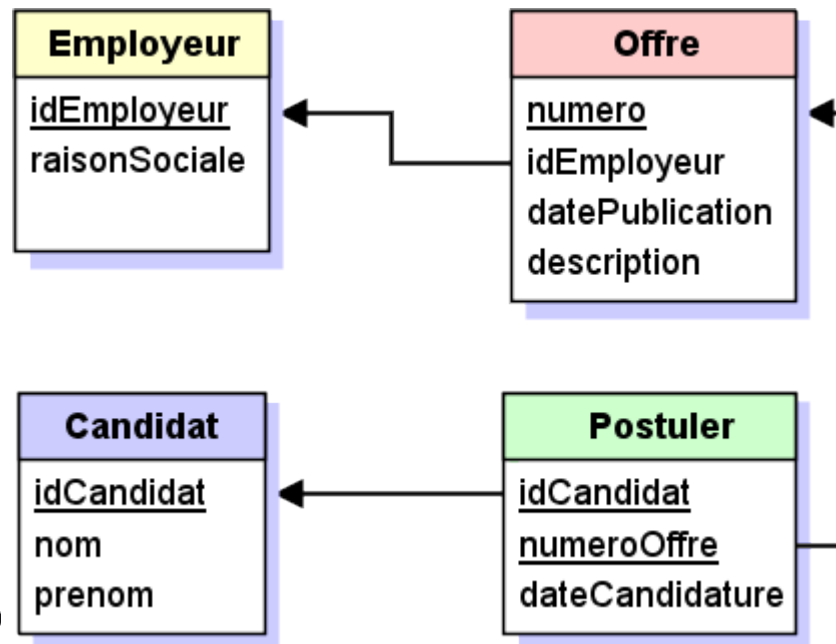 Employeur
idEmployeur
raisonSociale
Offre
numero
idEmployeur
datePublication
description
Candidat
idCandidat
nom
prenom
Postuler
idCandidat
numeroOffre
dateCandidature